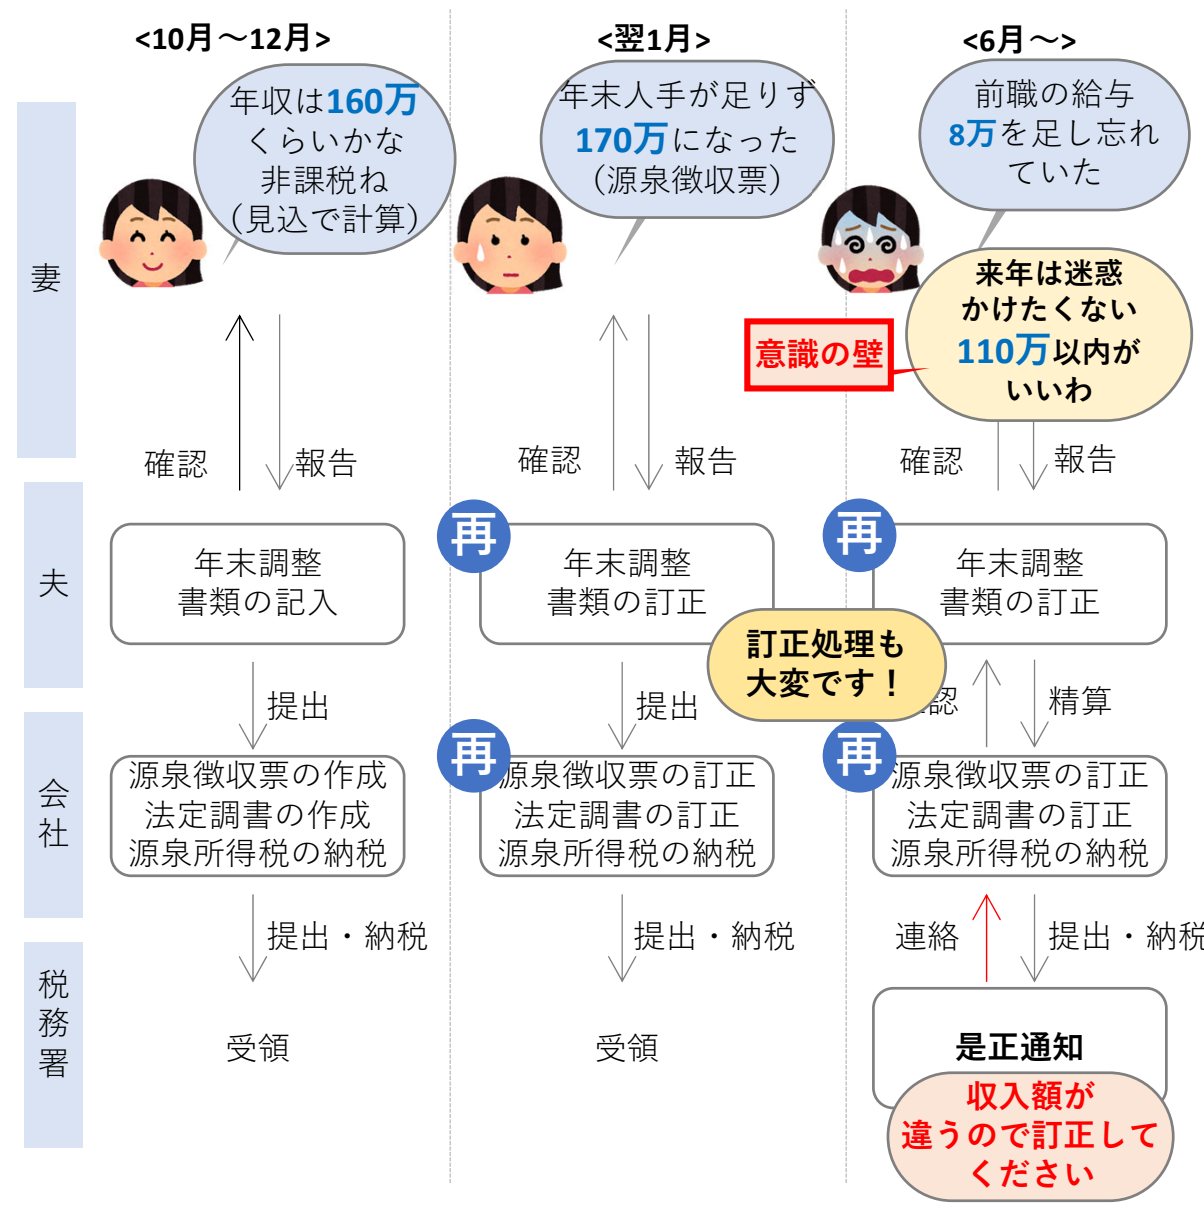 <10月～12月>
<翌1月>
<6月～>
妻
年収は160万
くらいかな
非課税ね
（見込で計算）
年末人手が足りず
170万になった
（源泉徴収票）
前職の給与
8万を足し忘れ
ていた
来年は迷惑
かけたくない
110万以内が
いいわ
意識の壁
確認
報告
確認
報告
確認
報告
夫
年末調整
書類の記入
再
年末調整
書類の訂正
再
年末調整
書類の訂正
訂正処理も
大変です！
提出
提出
認
精算
会社
源泉徴収票の作成
法定調書の作成
源泉所得税の納税
再
源泉徴収票の訂正
法定調書の訂正
源泉所得税の納税
再
源泉徴収票の訂正
法定調書の訂正
源泉所得税の納税
提出・納税
提出・納税
連絡
提出・納税
税務署
受領
受領
是正通知
収入額が
違うので訂正して
ください